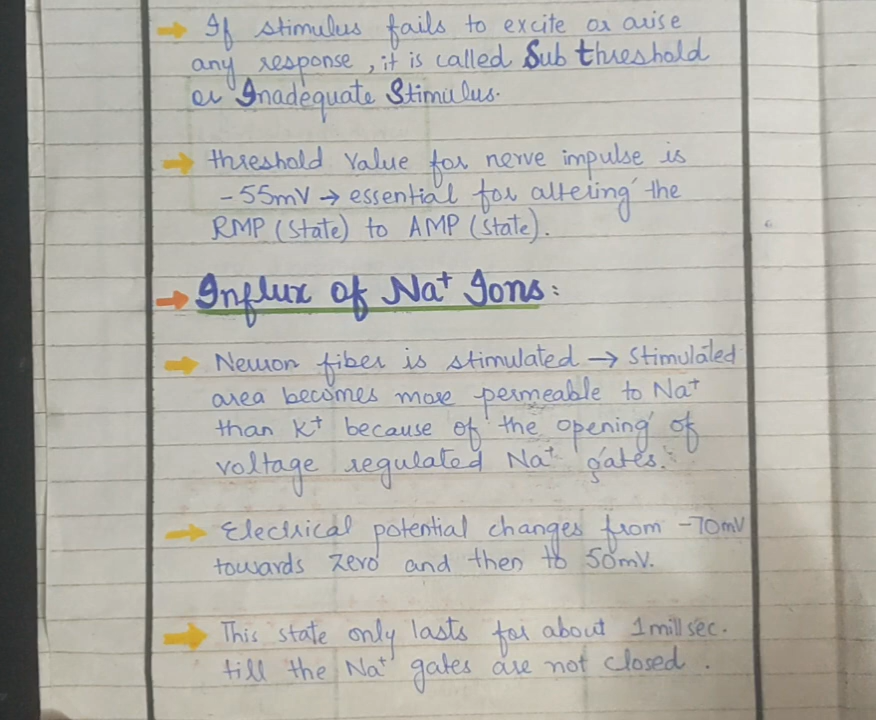 → If stimulus fails to excite or arise
any response, it is called Sub threshold
or Inadequate Stimulus.
→ threshold value for nerve impulse is
-55mV → essential for altering the
RMP (State) to AMP (State).
→ Influx of Na⁺ Ions:
→ Neuron fiber is stimulated → Stimulated
area becomes more permeable to Na⁺
than K⁺ because of the opening of
voltage regulated Na⁺ gates.
→ Electrical potential changes from -70mV
towards zero and then to 50mV.
→ This state only lasts for about 1millsec.
till the Na⁺ gates are not closed.